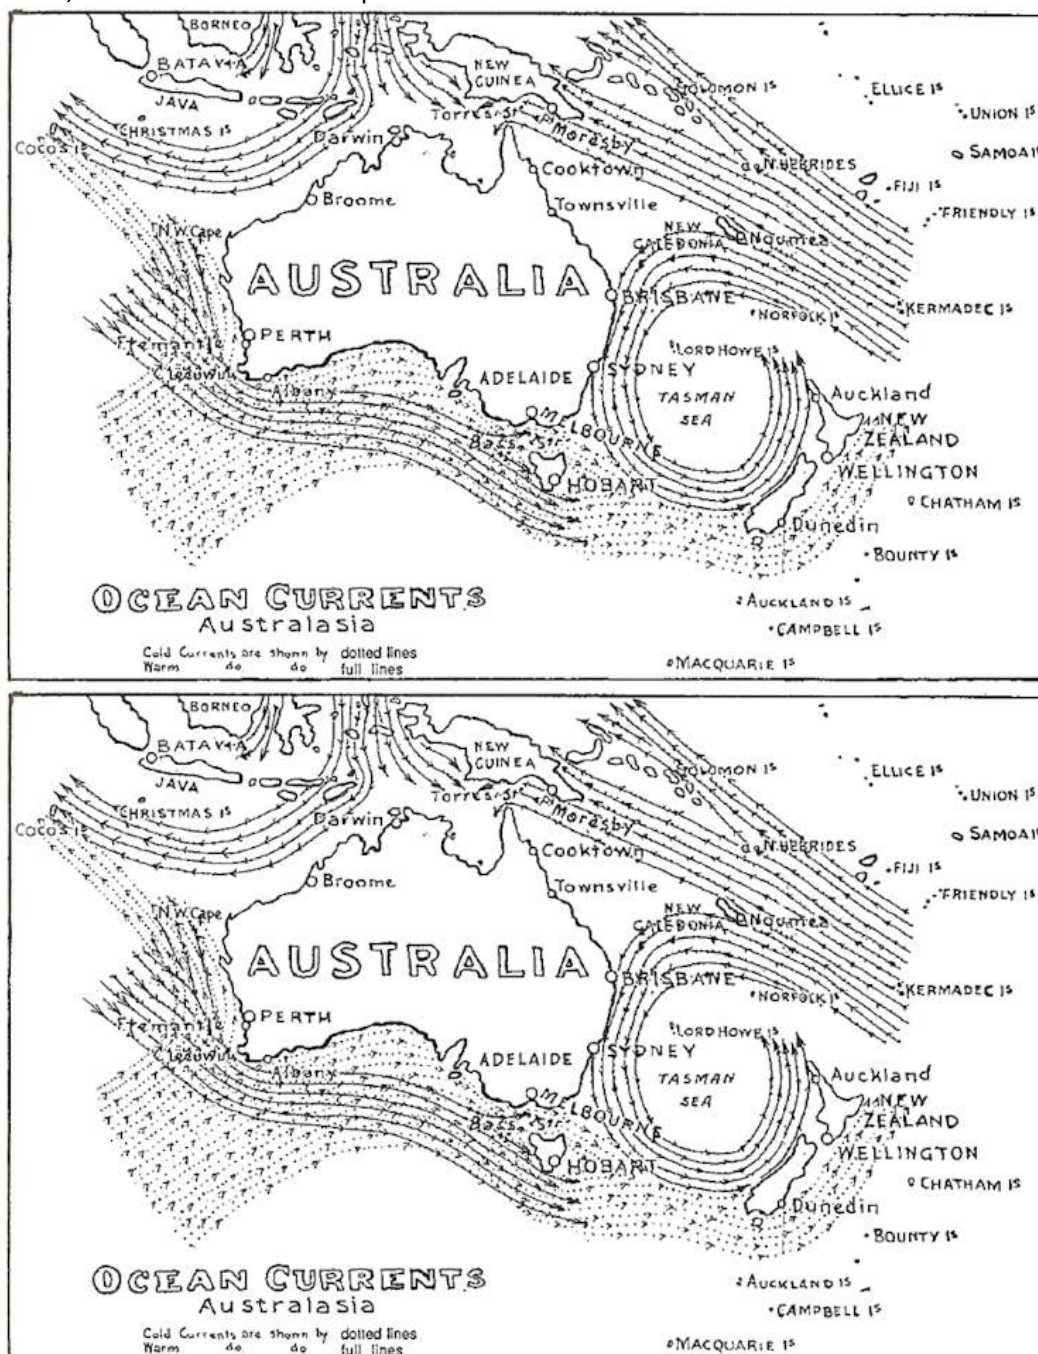 BORNEO
BATAVIA
JAVA
NEW
GUINEA
SOLOMON IS
ELLICE IS
UNION IS
SAMOA IS
CHRISTMAS IS
COCOS IS
Darwin
Torres Str
Pt Moresby
N. HEBRIDES
FIJI IS
FRIENDLY IS
Cooktown
Broome
Townsville
N.W. Cape
NEW
CALEDONIA
Noumea
AUSTRALIA
BRISBANE
NORFOLK IS
KERMADEC IS
PERTH
Fremantle
C Leeuwin
Albany
ADELAIDE
SYDNEY
LORD HOWE IS
TASMAN
SEA
Auckland
NEW
ZEALAND
MELBOURNE
Bass Str
WELLINGTON
HOBART
CHATHAM IS
Dunedin
BOUNTY IS
OCEAN CURRENTS
Australasia
AUCKLAND IS
CAMPBELL IS
Cold Currents are shown by dotted lines
Warm do do full lines
MACQUARIE IS
BORNEO
BATAVIA
JAVA
NEW
GUINEA
SOLOMON IS
ELLICE IS
UNION IS
SAMOA IS
CHRISTMAS IS
COCOS IS
Darwin
Torres Str
Pt Moresby
N. HEBRIDES
FIJI IS
FRIENDLY IS
Cooktown
Broome
Townsville
N.W. Cape
NEW
CALEDONIA
Noumea
AUSTRALIA
BRISBANE
NORFOLK IS
KERMADEC IS
PERTH
Fremantle
C Leeuwin
Albany
ADELAIDE
SYDNEY
LORD HOWE IS
TASMAN
SEA
Auckland
NEW
ZEALAND
MELBOURNE
Bass Str
WELLINGTON
HOBART
CHATHAM IS
Dunedin
BOUNTY IS
OCEAN CURRENTS
Australasia
AUCKLAND IS
CAMPBELL IS
Cold Currents are shown by dotted lines
Warm do do full lines
MACQUARIE IS